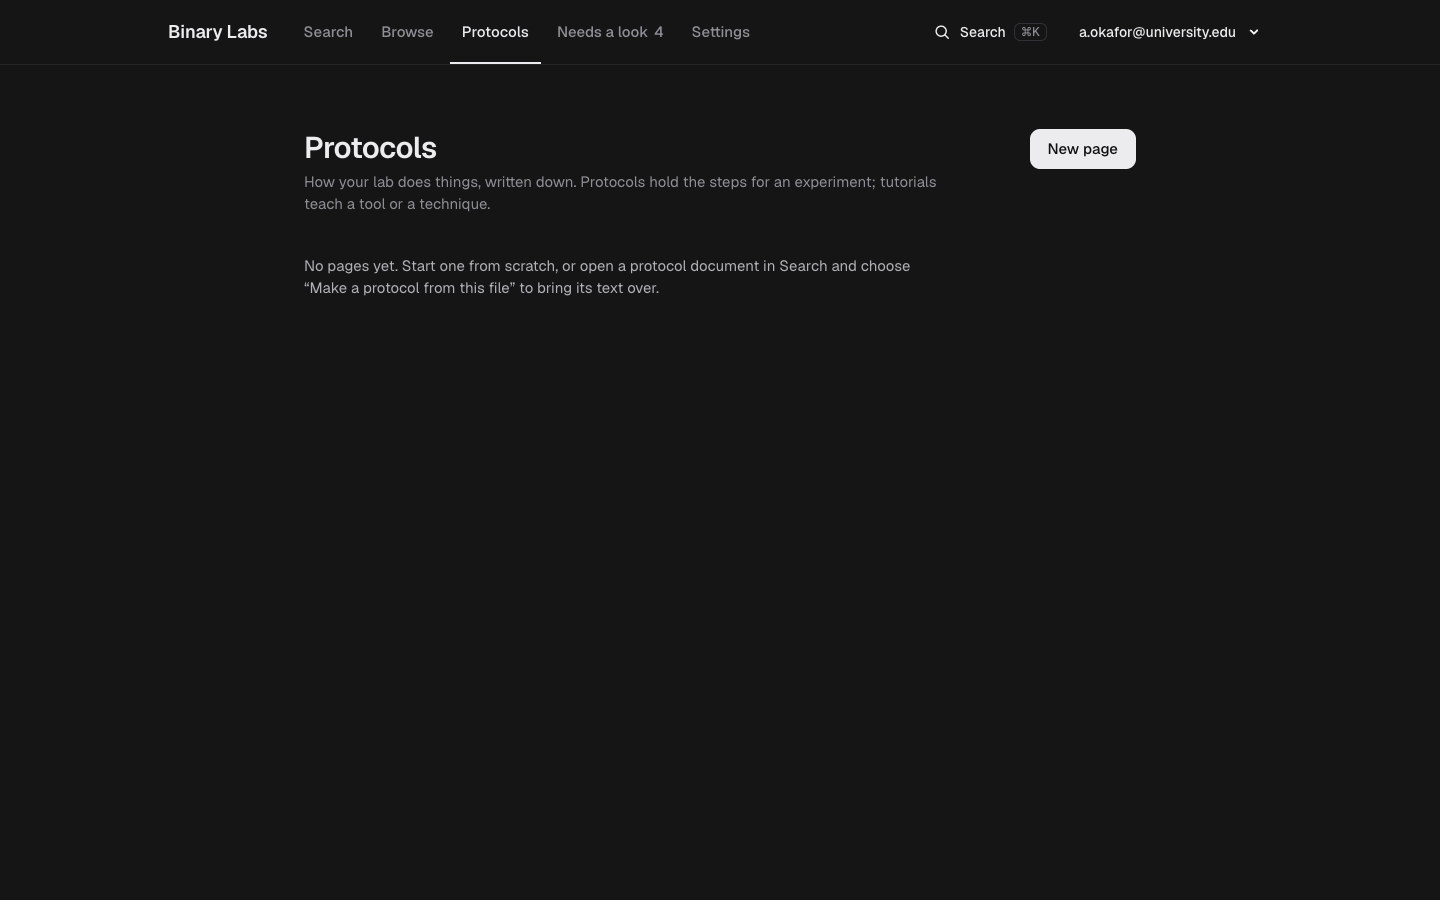 Binary Labs
Search
Browse
Protocols
Needs a look 4
Settings
Search ⌘K
a.okafor@university.edu
Protocols
New page
How your lab does things, written down. Protocols hold the steps for an experiment; tutorials
teach a tool or a technique.
No pages yet. Start one from scratch, or open a protocol document in Search and choose
“Make a protocol from this file” to bring its text over.